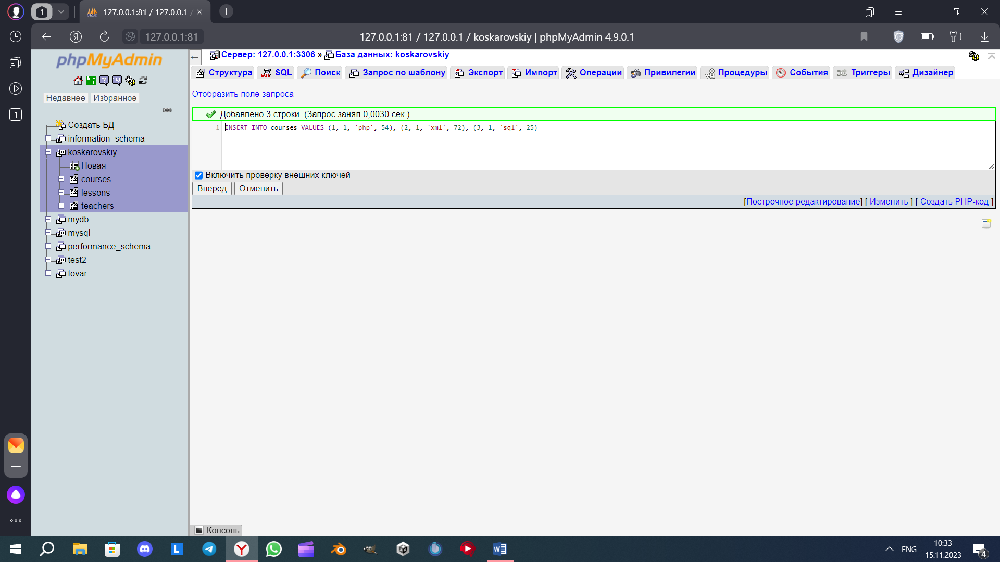 1
127.0.0.1:81 / 127.0.0.1 /
127.0.0.1:81
127.0.0.1:81 / 127.0.0.1 / koskarovskiy | phpMyAdmin 4.9.0.1
1
phpMyAdmin
Недавнее Избранное
Создать БД
information_schema
koskarovskiy
Новая
courses
lessons
teachers
mydb
mysql
performance_schema
test2
tovar
Сервер: 127.0.0.1:3306 » База данных: koskarovskiy
Структура SQL Поиск Запрос по шаблону Экспорт Импорт Операции Привилегии Процедуры События Триггеры Дизайнер
Отобразить поле запроса
Добавлено 3 строки. (Запрос занял 0,0030 сек.)
1 INSERT INTO courses VALUES (1, 1, 'php', 54), (2, 1, 'xml', 72), (3, 1, 'sql', 25)
Включить проверку внешних ключей
Вперёд Отменить
[Построчное редактирование] [ Изменить ] [ Создать PHP-код ]
Консоль
ENG
10:33
15.11.2023
4